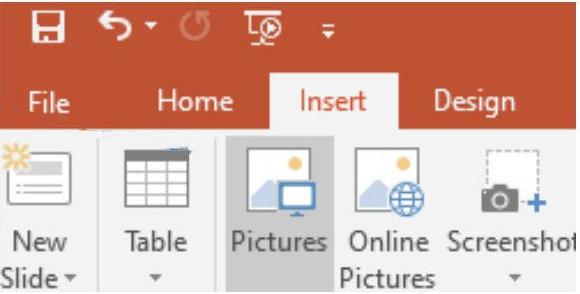 File Home Insert Design
New Table Pictures Online Screenshot
Slide Pictures